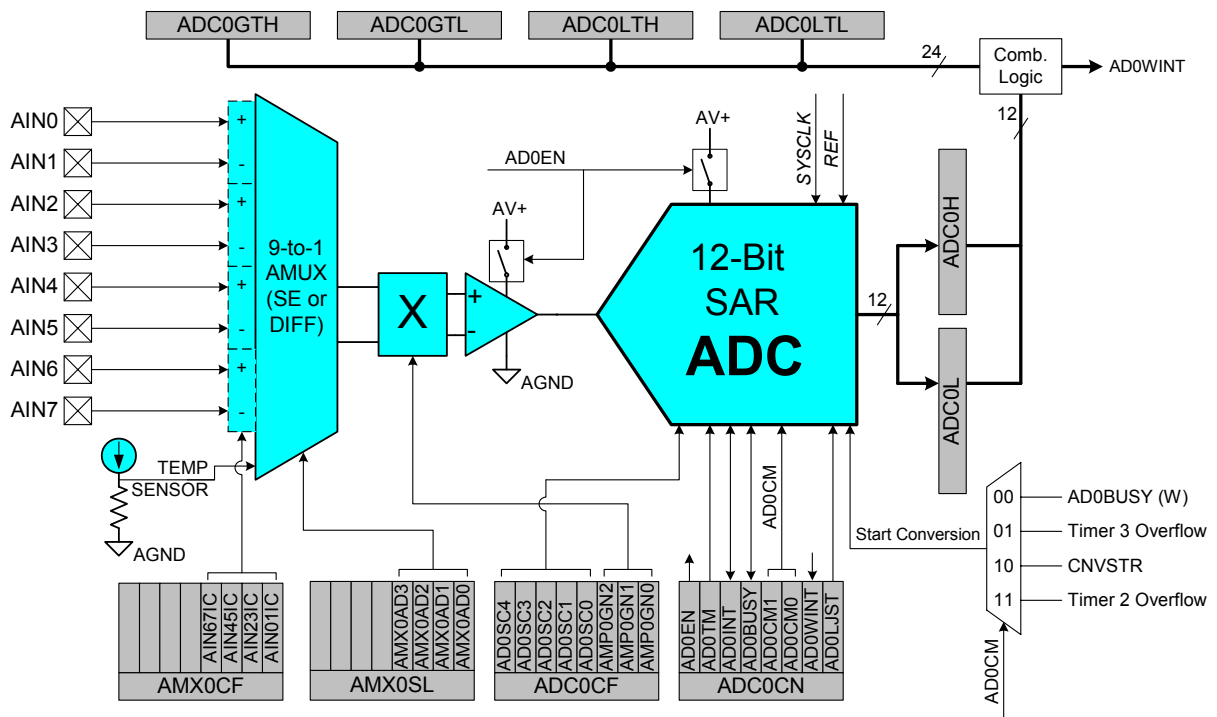 ADC0GTH
ADC0GTL
ADC0LTH
ADC0LTL
24
Comb.
Logic
AD0WINT
12
AIN0
AIN1
AIN2
AIN3
AIN4
AIN5
AIN6
AIN7
+
-
+
-
+
-
+
-
9-to-1
AMUX
(SE or
DIFF)
TEMP
SENSOR
AGND
X
+
-
AV+
AGND
AD0EN
AV+
SYSCLK
REF
12-Bit
SAR
ADC
12
ADC0H
ADC0L
AD0CM
Start Conversion
00
01
10
11
AD0BUSY (W)
Timer 3 Overflow
CNVSTR
Timer 2 Overflow
AD0CM
AIN67IC
AIN45IC
AIN23IC
AIN01IC
AMX0CF
AMX0AD3
AMX0AD2
AMX0AD1
AMX0AD0
AMX0SL
AD0SC4
AD0SC3
AD0SC2
AD0SC1
AD0SC0
AMP0GN2
AMP0GN1
AMP0GN0
ADC0CF
AD0EN
AD0TM
AD0INT
AD0BUSY
AD0CM1
AD0CM0
AD0WINT
AD0LJST
ADC0CN